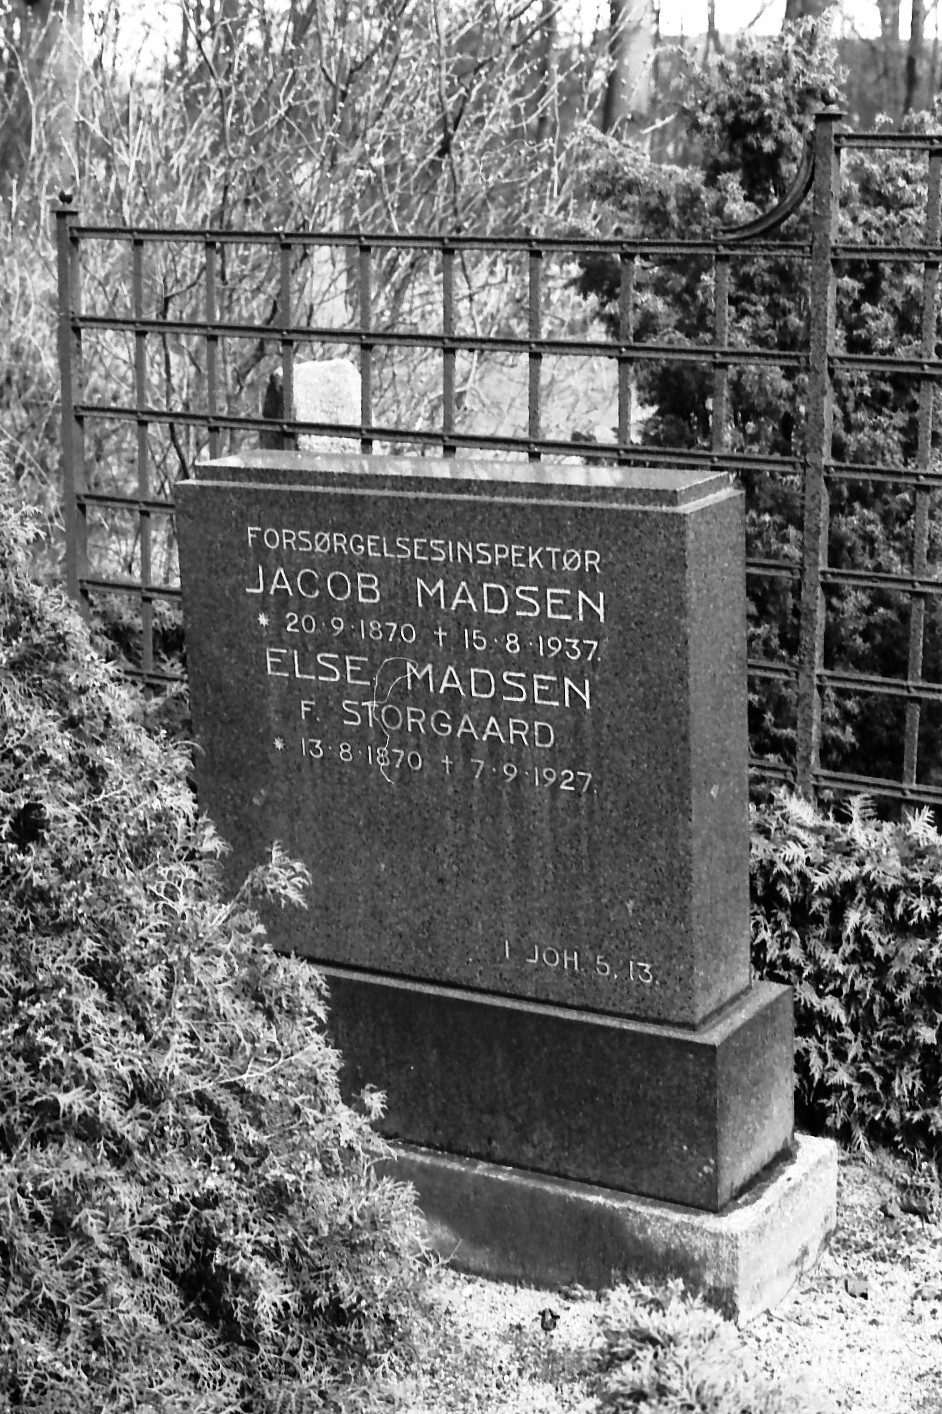 FORSØRGELSESINSPEKTØR
JACOB MADSEN
* 20·9·1870 † 15·8·1937.
ELSE MADSEN
F. STORGAARD
* 13·8·1870 † 7·9·1927.
1 JOH. 5, 13.